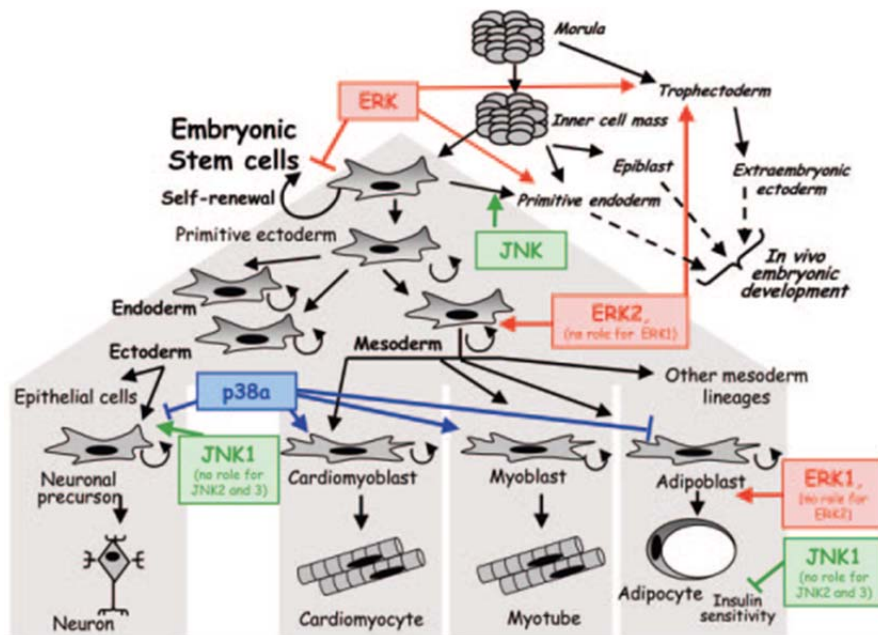 Morula
ERK
Trophectoderm
Inner cell mass
Embryonic
Stem cells
Epiblast
Extraembryonic
ectoderm
Self-renewal
Primitive endoderm
Primitive ectoderm
JNK
In vivo
embryonic
development
Endoderm
ERK2,
(no role for ERK1)
Ectoderm
Mesoderm
Epithelial cells
p38a
Other mesoderm
lineages
JNK1
(no role for
JNK2 and 3)
Neuronal
precurson
Cardiomyoblast
Myoblast
Adipoblast
ERK1,
(no role for
ERK2)
JNK1
(no role for
JNK2 and 3)
Neuron
Cardiomyocyte
Myotube
Adipocyte
Insulin
sensitivity